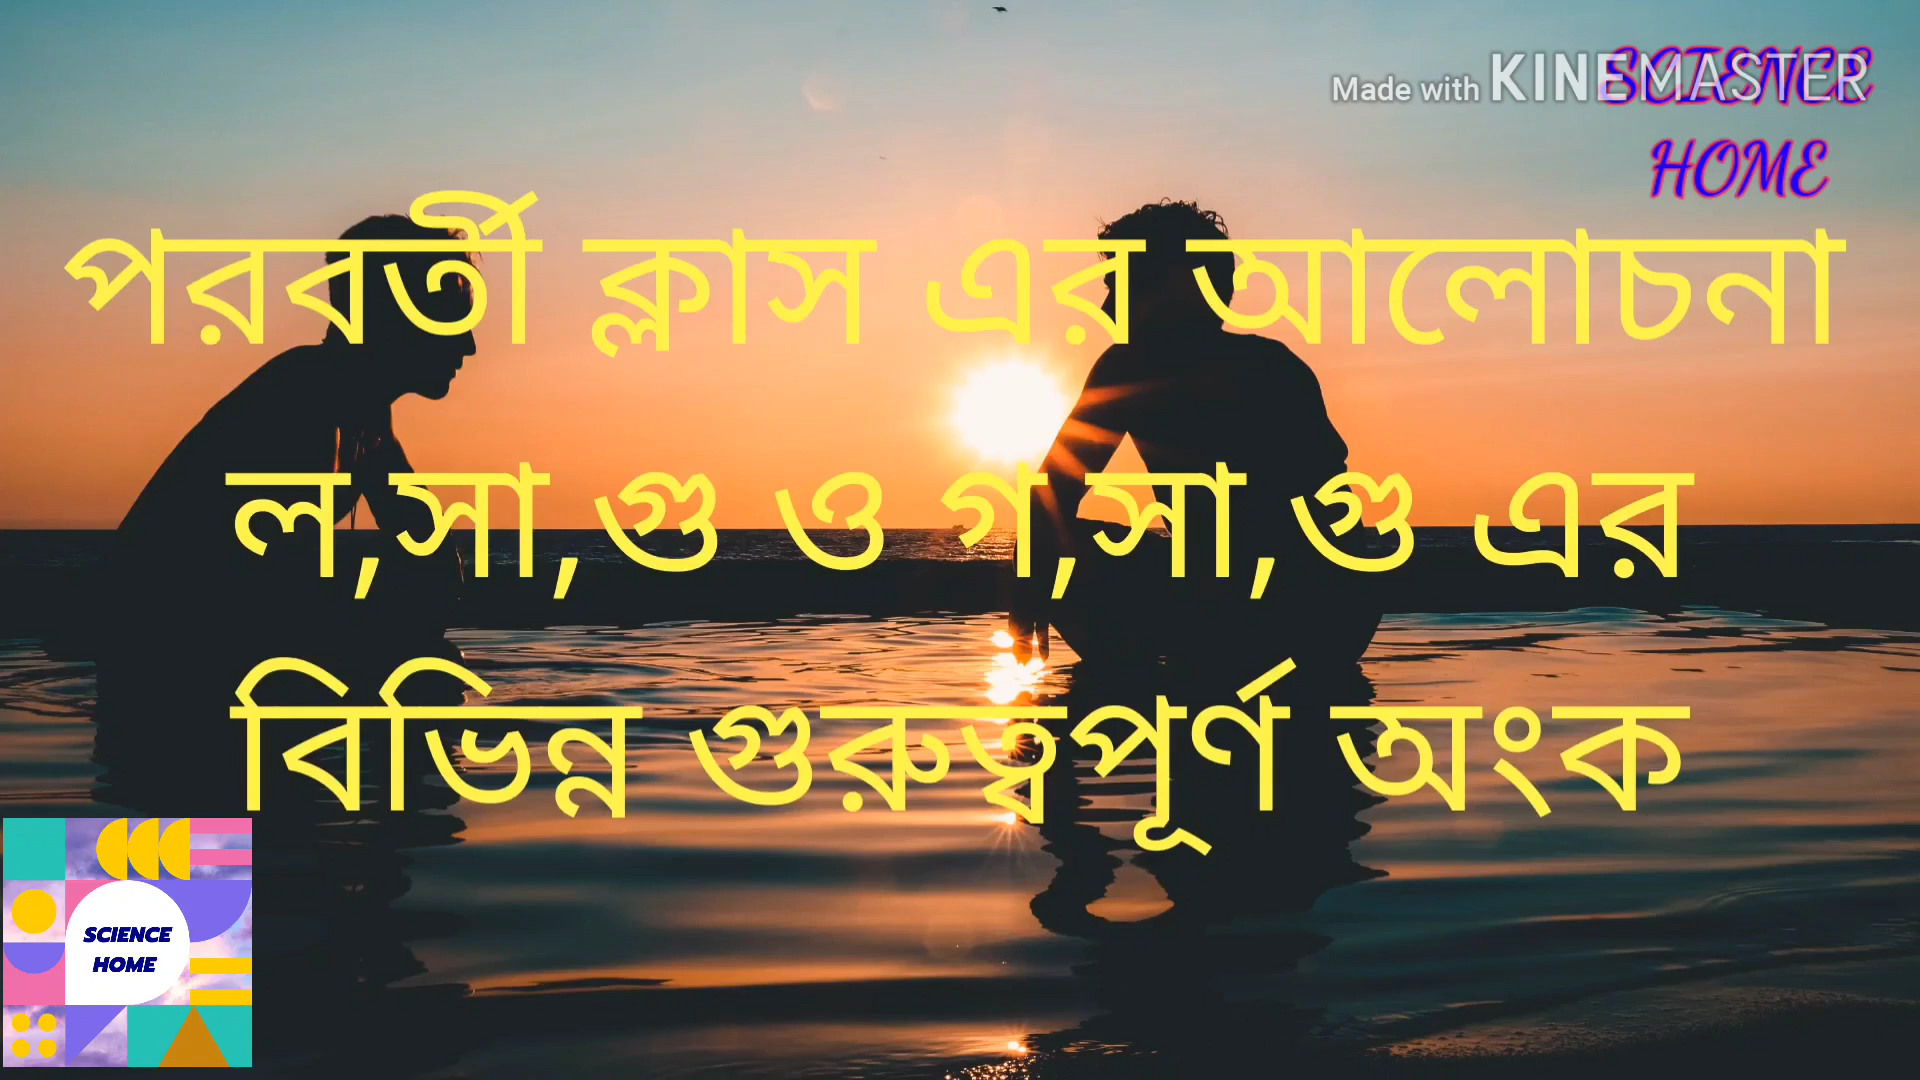 Made with KINEMASTER
SCIENCE
HOME
পরবর্তী ক্লাস এর আলোচনা
ল,সা,গু ও গ,সা,গু এর
বিভিন্ন গুরুত্বপূর্ণ অংক
SCIENCE
HOME